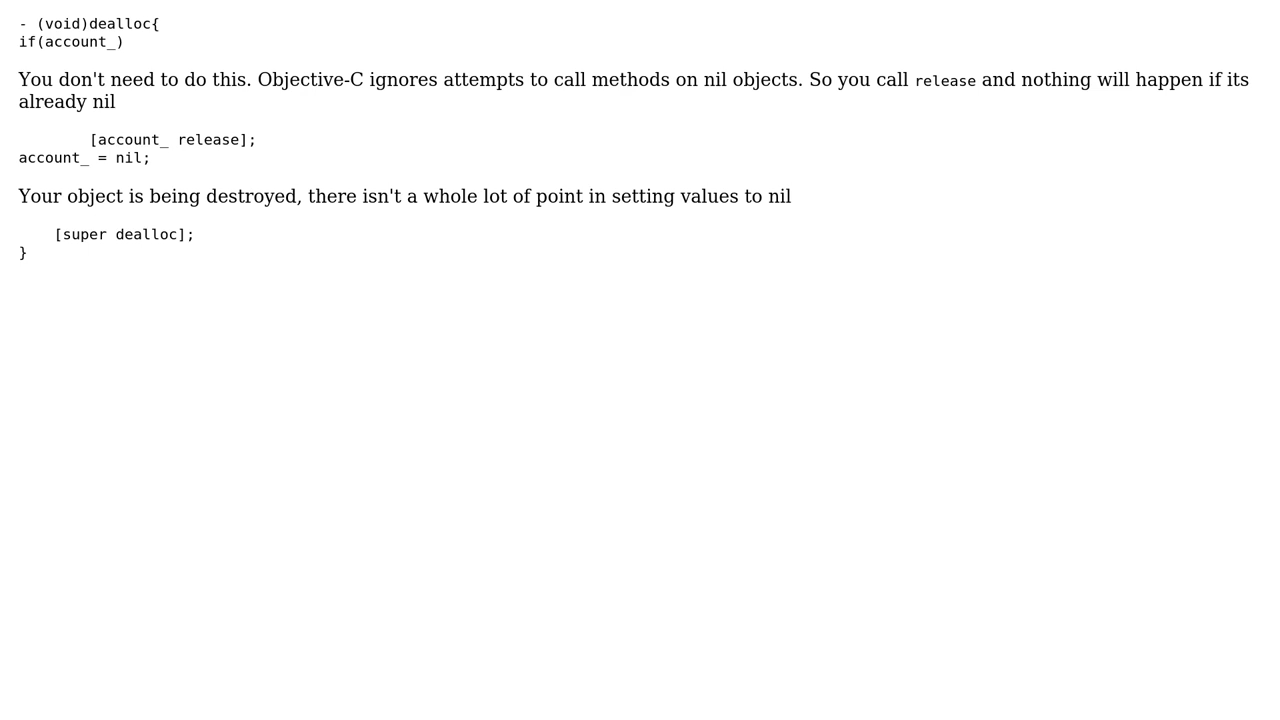 - (void)dealloc{
if(account_)
You don't need to do this. Objective-C ignores attempts to call methods on nil objects. So you call release and nothing will happen if its
already nil
        [account_ release];
account_ = nil;
Your object is being destroyed, there isn't a whole lot of point in setting values to nil
    [super dealloc];
}